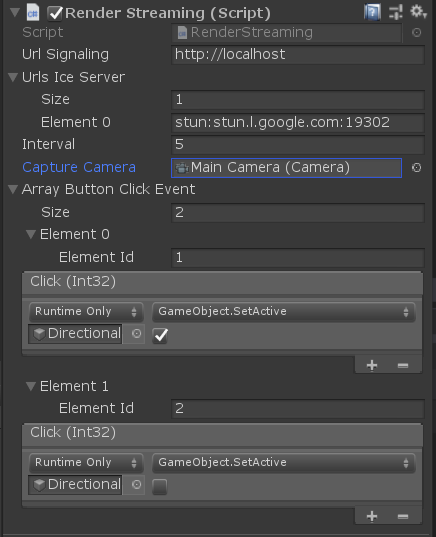 Render Streaming (Script)
Script RenderStreaming
Url Signaling http://localhost
Urls Ice Server
Size 1
Element 0 stun:stun.l.google.com:19302
Interval 5
Capture Camera Main Camera (Camera)
Array Button Click Event
Size 2
Element 0
Element Id 1
Click (Int32)
Runtime Only GameObject.SetActive
Directional
Element 1
Element Id 2
Click (Int32)
Runtime Only GameObject.SetActive
Directional